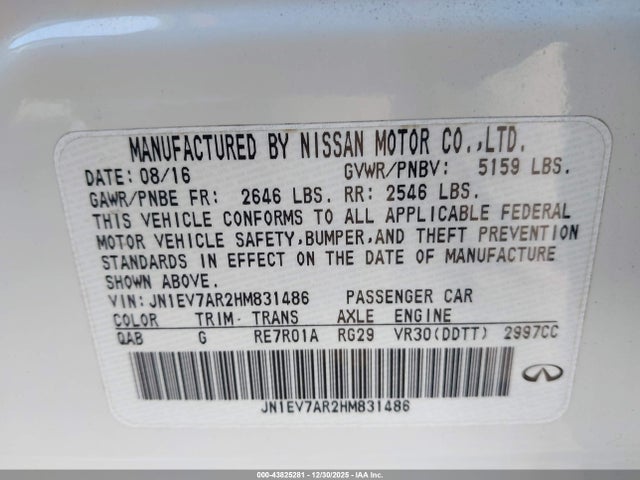 MANUFACTURED BY NISSAN MOTOR CO.,LTD.
DATE: 08/16 GVWR/PNBV: 5159 LBS.
GAWR/PNBE FR: 2646 LBS. RR: 2546 LBS.
THIS VEHICLE CONFORMS TO ALL APPLICABLE FEDERAL
MOTOR VEHICLE SAFETY,BUMPER,AND THEFT PREVENTION
STANDARDS IN EFFECT ON THE DATE OF MANUFACTURE
SHOWN ABOVE.
VIN:JN1EV7AR2HM831486 PASSENGER CAR
COLOR TRIM- TRANS AXLE ENGINE
QAB G RE7R01A RG29 VR30(DDTT) 2997CC
JN1EV7AR2HM831486
000-43825281 - 12/30/2025 - IAAI.COM